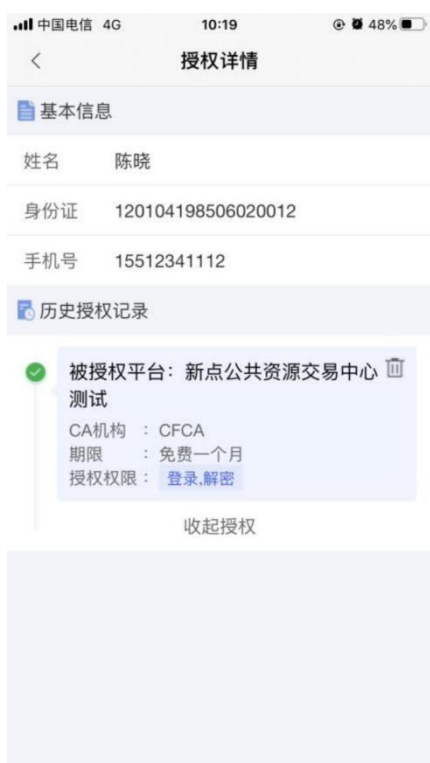 中国电信 4G 10:19 48%
授权详情
基本信息
姓名 陈晓
身份证 120104198506020012
手机号 15512341112
历史授权记录
被授权平台：新点公共资源交易中心
测试
CA机构 : CFCA
期限 : 免费一个月
授权权限 : 登录,解密
收起授权